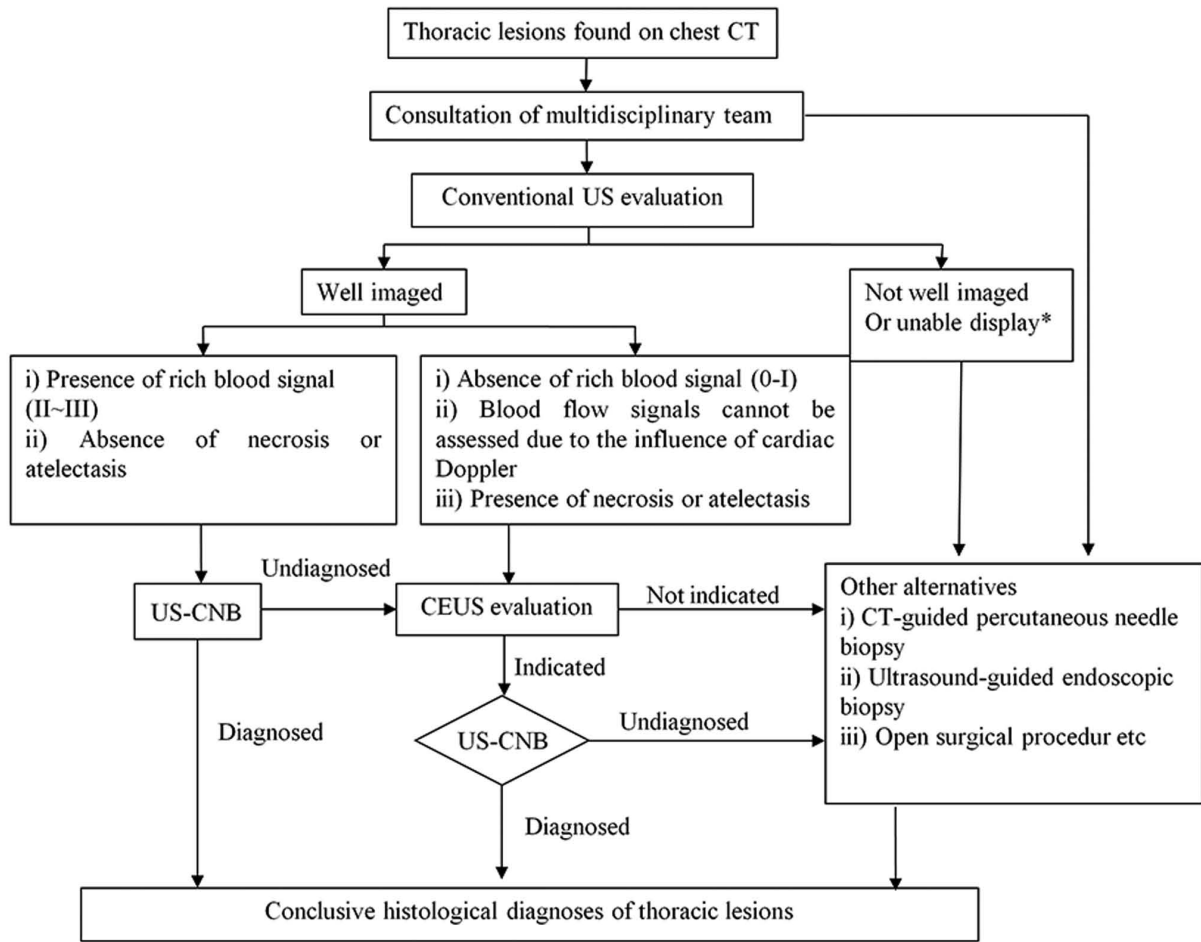 Thoracic lesions found on chest CT
Consultation of multidisciplinary team
Conventional US evaluation
Well imaged
Not well imaged
Or unable display*
i) Presence of rich blood signal
(II~III)
ii) Absence of necrosis or
atelectasis
i) Absence of rich blood signal (0-I)
ii) Blood flow signals cannot be
assessed due to the influence of cardiac
Doppler
iii) Presence of necrosis or atelectasis
US-CNB
Undiagnosed
CEUS evaluation
Not indicated
Other alternatives
i) CT-guided percutaneous needle
biopsy
ii) Ultrasound-guided endoscopic
biopsy
iii) Open surgical procedur etc
Indicated
Diagnosed
US-CNB
Undiagnosed
Diagnosed
Conclusive histological diagnoses of thoracic lesions